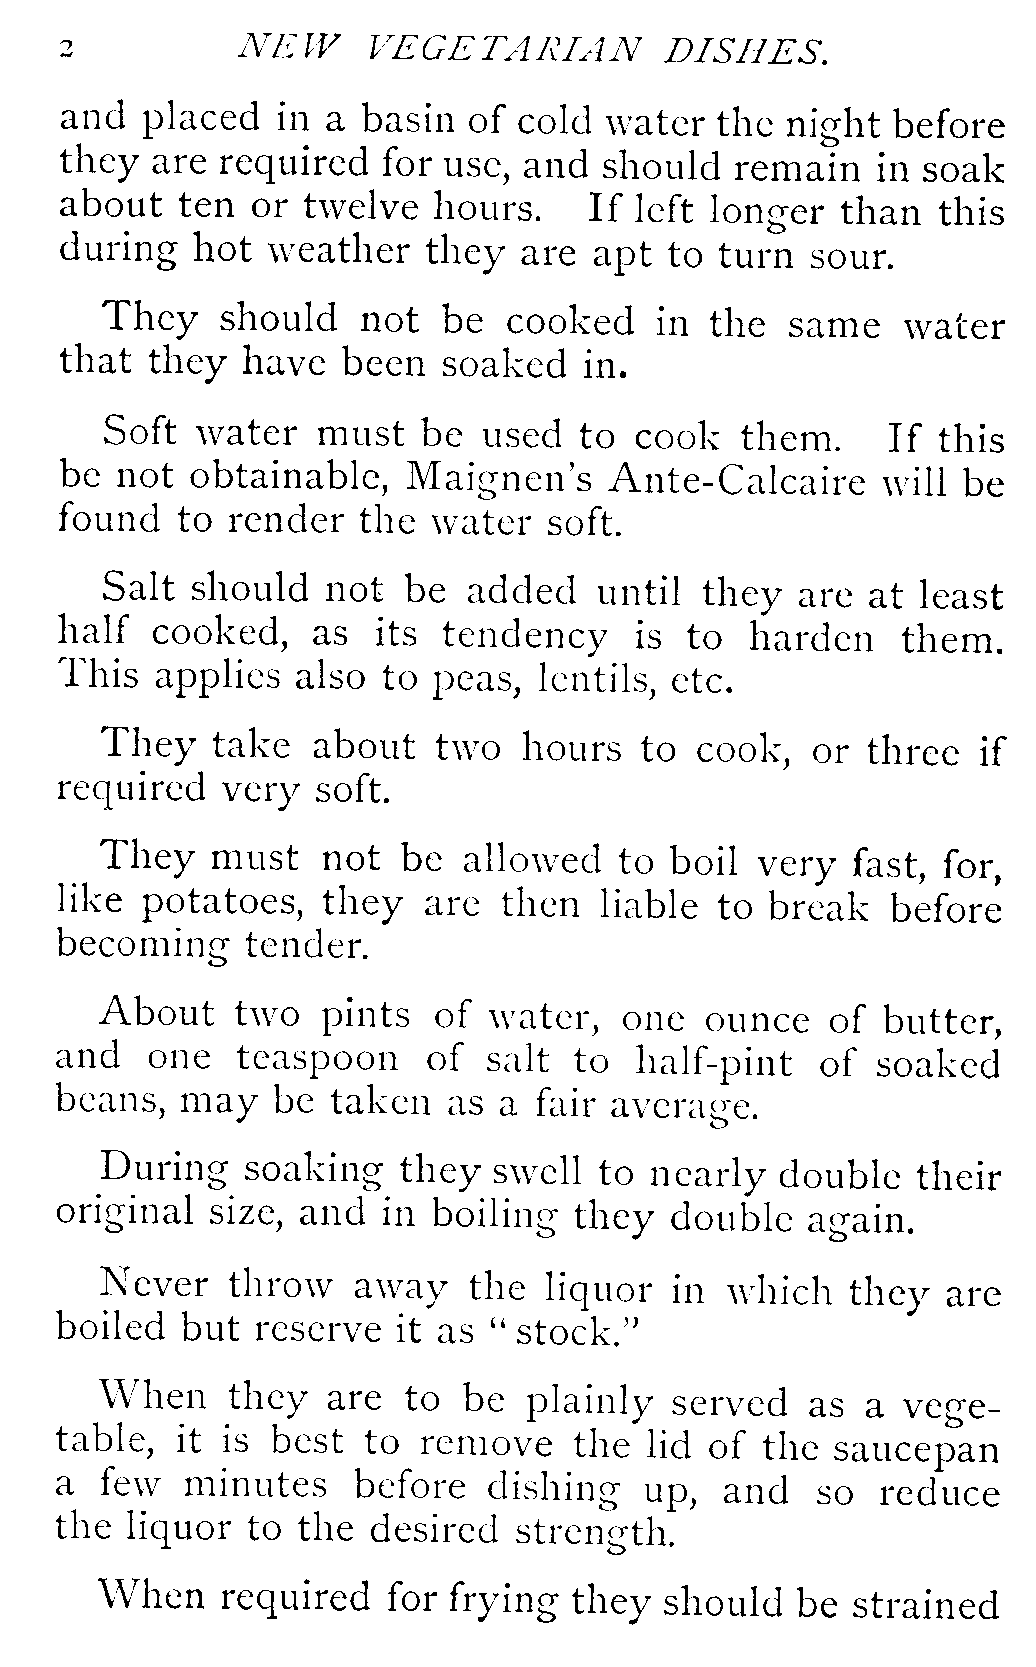 2 NEW VEGETARIAN DISHES.
and placed in a basin of cold water the night before
they are required for use, and should remain in soak
about ten or twelve hours. If left longer than this
during hot weather they are apt to turn sour.
They should not be cooked in the same water
that they have been soaked in.
Soft water must be used to cook them. If this
be not obtainable, Maignen's Ante-Calcaire will be
found to render the water soft.
Salt should not be added until they are at least
half cooked, as its tendency is to harden them.
This applies also to peas, lentils, etc.
They take about two hours to cook, or three if
required very soft.
They must not be allowed to boil very fast, for,
like potatoes, they are then liable to break before
becoming tender.
About two pints of water, one ounce of butter,
and one teaspoon of salt to half-pint of soaked
beans, may be taken as a fair average.
During soaking they swell to nearly double their
original size, and in boiling they double again.
Never throw away the liquor in which they are
boiled but reserve it as " stock."
When they are to be plainly served as a vege-
table, it is best to remove the lid of the saucepan
a few minutes before dishing up, and so reduce
the liquor to the desired strength.
When required for frying they should be strained